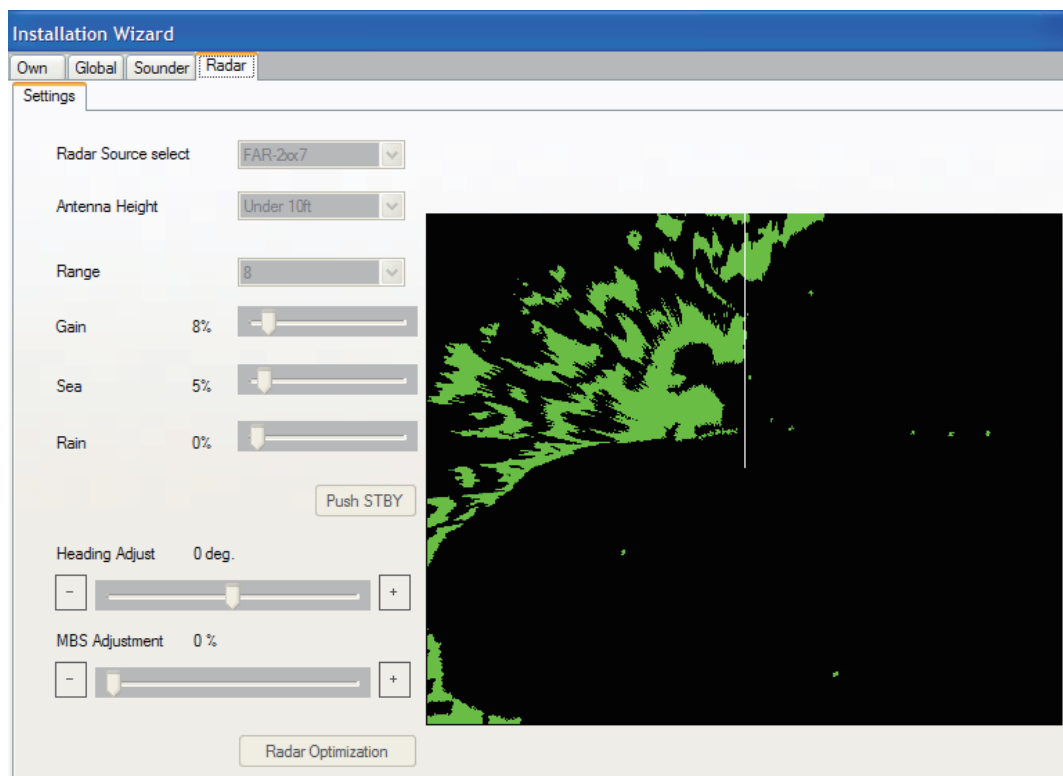 Installation Wizard
Own Global Sounder Radar
Settings
Radar Source select FAR-2xx7
Antenna Height Under 10ft
Range 8
Gain 8%
Sea 5%
Rain 0%
Push STBY
Heading Adjust 0 deg.
− +
MBS Adjustment 0 %
− +
Radar Optimization